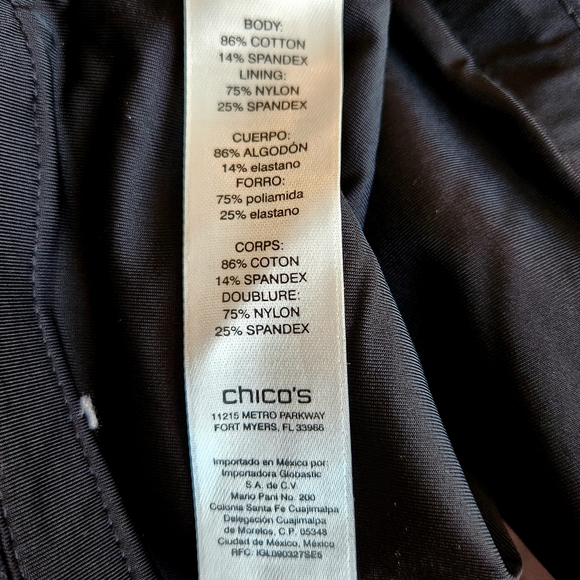 BODY:
86% COTTON
14% SPANDEX
LINING:
75% NYLON
25% SPANDEX
CUERPO:
86% ALGODÓN
14% elastano
FORRO:
75% poliamida
25% elastano
CORPS:
86% COTON
14% SPANDEX
DOUBLURE:
75% NYLON
25% SPANDEX
chico's
11215 METRO PARKWAY
FORT MYERS, FL 33966
Importado en México por:
Importadora Globastic
S.A. de C.V.
Mario Pani No. 200
Colonia Santa Fe Cuajimalpa
Delegación Cuajimalpa
de Morelos, C.P. 05348
Ciudad de México, México
RFC: IGL090327SE5